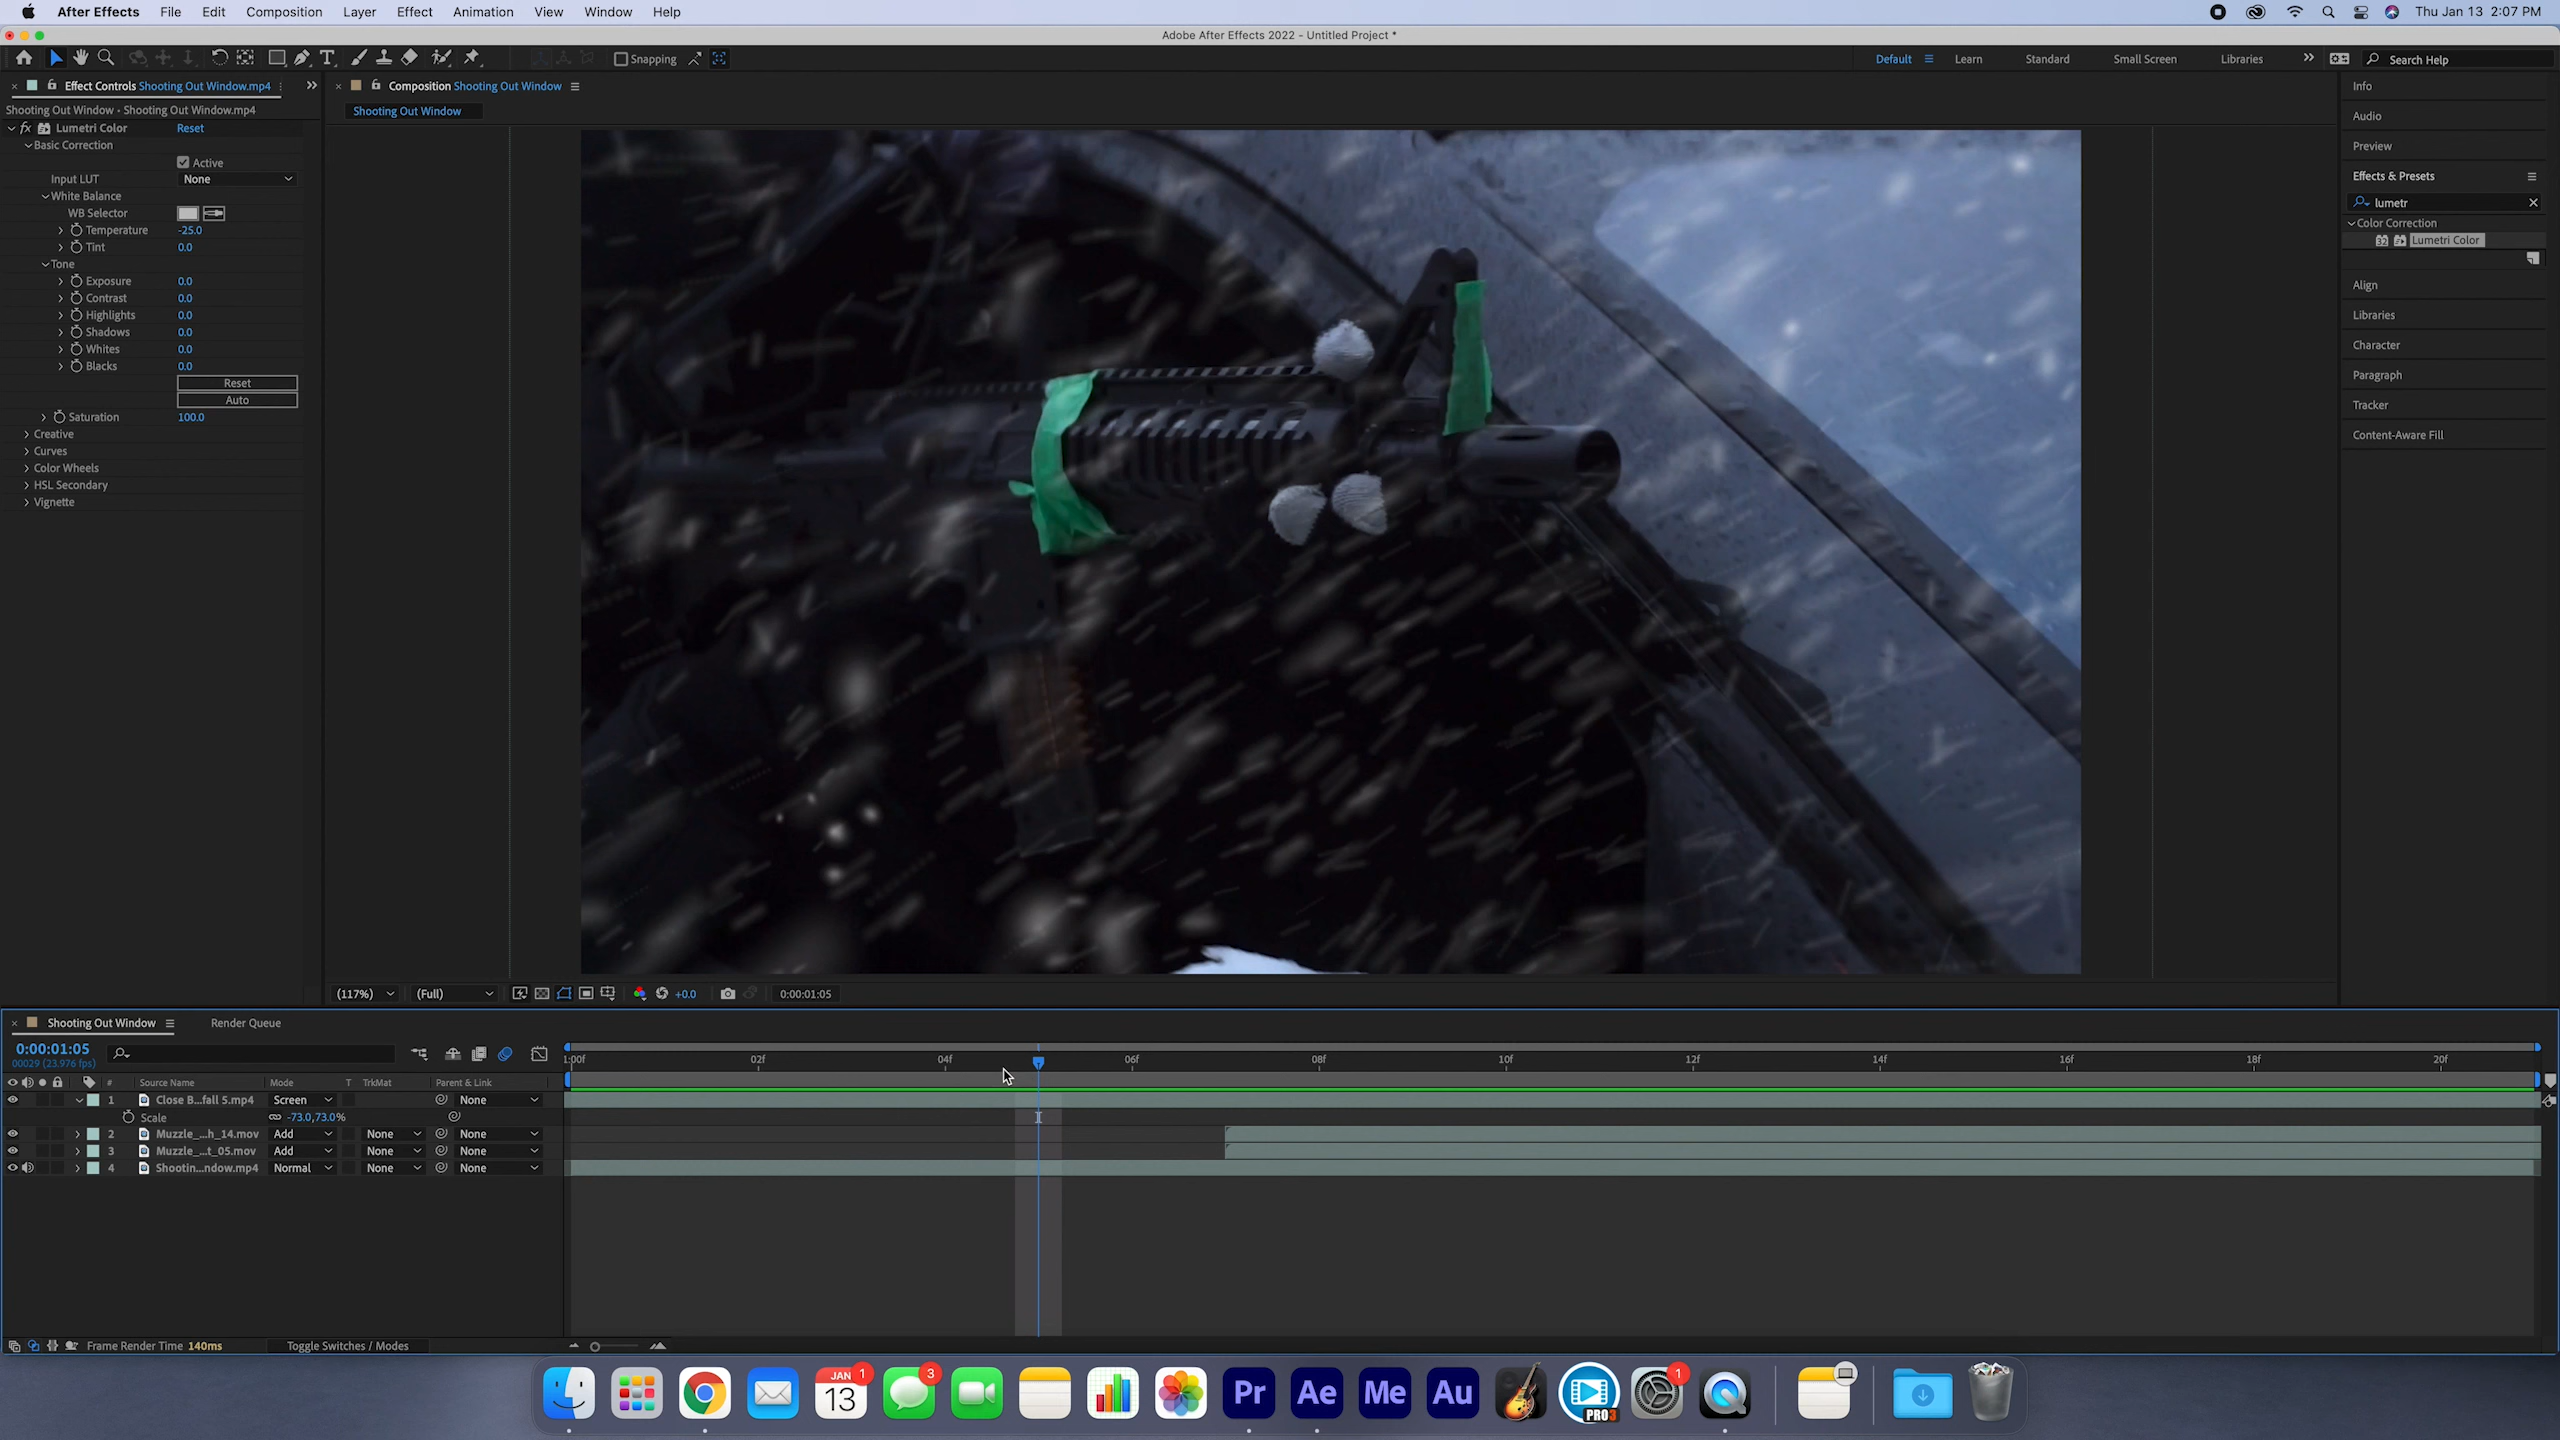 After Effects File Edit Composition Layer Effect Animation View Window Help Thu Jan 13 2:07 PM
Adobe After Effects 2022 - Untitled Project *
Snapping Default Learn Standard Small Screen Libraries Search Help
Effect Controls Shooting Out Window.mp4
Shooting Out Window • Shooting Out Window.mp4
fx Lumetri Color Reset
Basic Correction
Active
Input LUT None
White Balance
WB Selector
Temperature -25.0
Tint 0.0
Tone
Exposure 0.0
Contrast 0.0
Highlights 0.0
Shadows 0.0
Whites 0.0
Blacks 0.0
Reset
Auto
Saturation 100.0
Creative
Curves
Color Wheels
HSL Secondary
Vignette
Composition Shooting Out Window
Shooting Out Window
(117%) (Full) +0.0 0:00:01:05
Info
Audio
Preview
Effects & Presets
lumetr
Color Correction
32 Lumetri Color
Align
Libraries
Character
Paragraph
Tracker
Content-Aware Fill
Shooting Out Window Render Queue
0:00:01:05
00029 (23.976 fps)
1:00f 02f 04f 06f 08f 10f 12f 14f 16f 18f 20f
# Source Name Mode T TrkMat Parent & Link
1 Close B...fall 5.mp4 Screen None
Scale -73.0,73.0%
2 Muzzle_...h_14.mov Add None None
3 Muzzle_...t_05.mov Add None None
4 Shootin...ndow.mp4 Normal None None
Frame Render Time 140ms Toggle Switches / Modes
JAN 13 1 3 Pr Ae Me Au PRO3 1